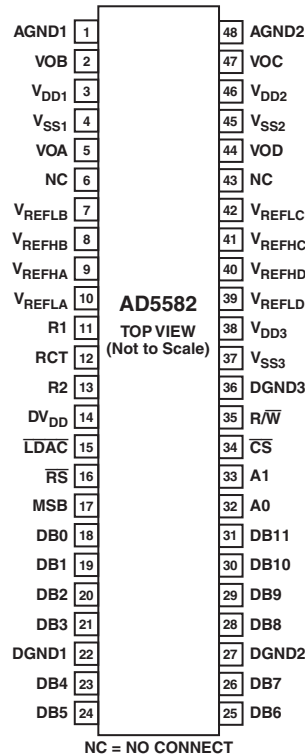 AGND1 1 48 AGND2
VOB 2 47 VOC
VDD1 3 46 VDD2
VSS1 4 45 VSS2
VOA 5 44 VOD
NC 6 43 NC
VREFLB 7 42 VREFLC
VREFHB 8 41 VREFHC
VREFHA 9 40 VREFHD
VREFLA 10 39 VREFLD
AD5582
R1 11 38 VDD3
TOP VIEW
(Not to Scale)
RCT 12 37 VSS3
R2 13 36 DGND3
DVDD 14 35 R/W̅
L̅D̅A̅C̅ 15 34 C̅S̅
R̅S̅ 16 33 A1
MSB 17 32 A0
DB0 18 31 DB11
DB1 19 30 DB10
DB2 20 29 DB9
DB3 21 28 DB8
DGND1 22 27 DGND2
DB4 23 26 DB7
DB5 24 25 DB6
NC = NO CONNECT